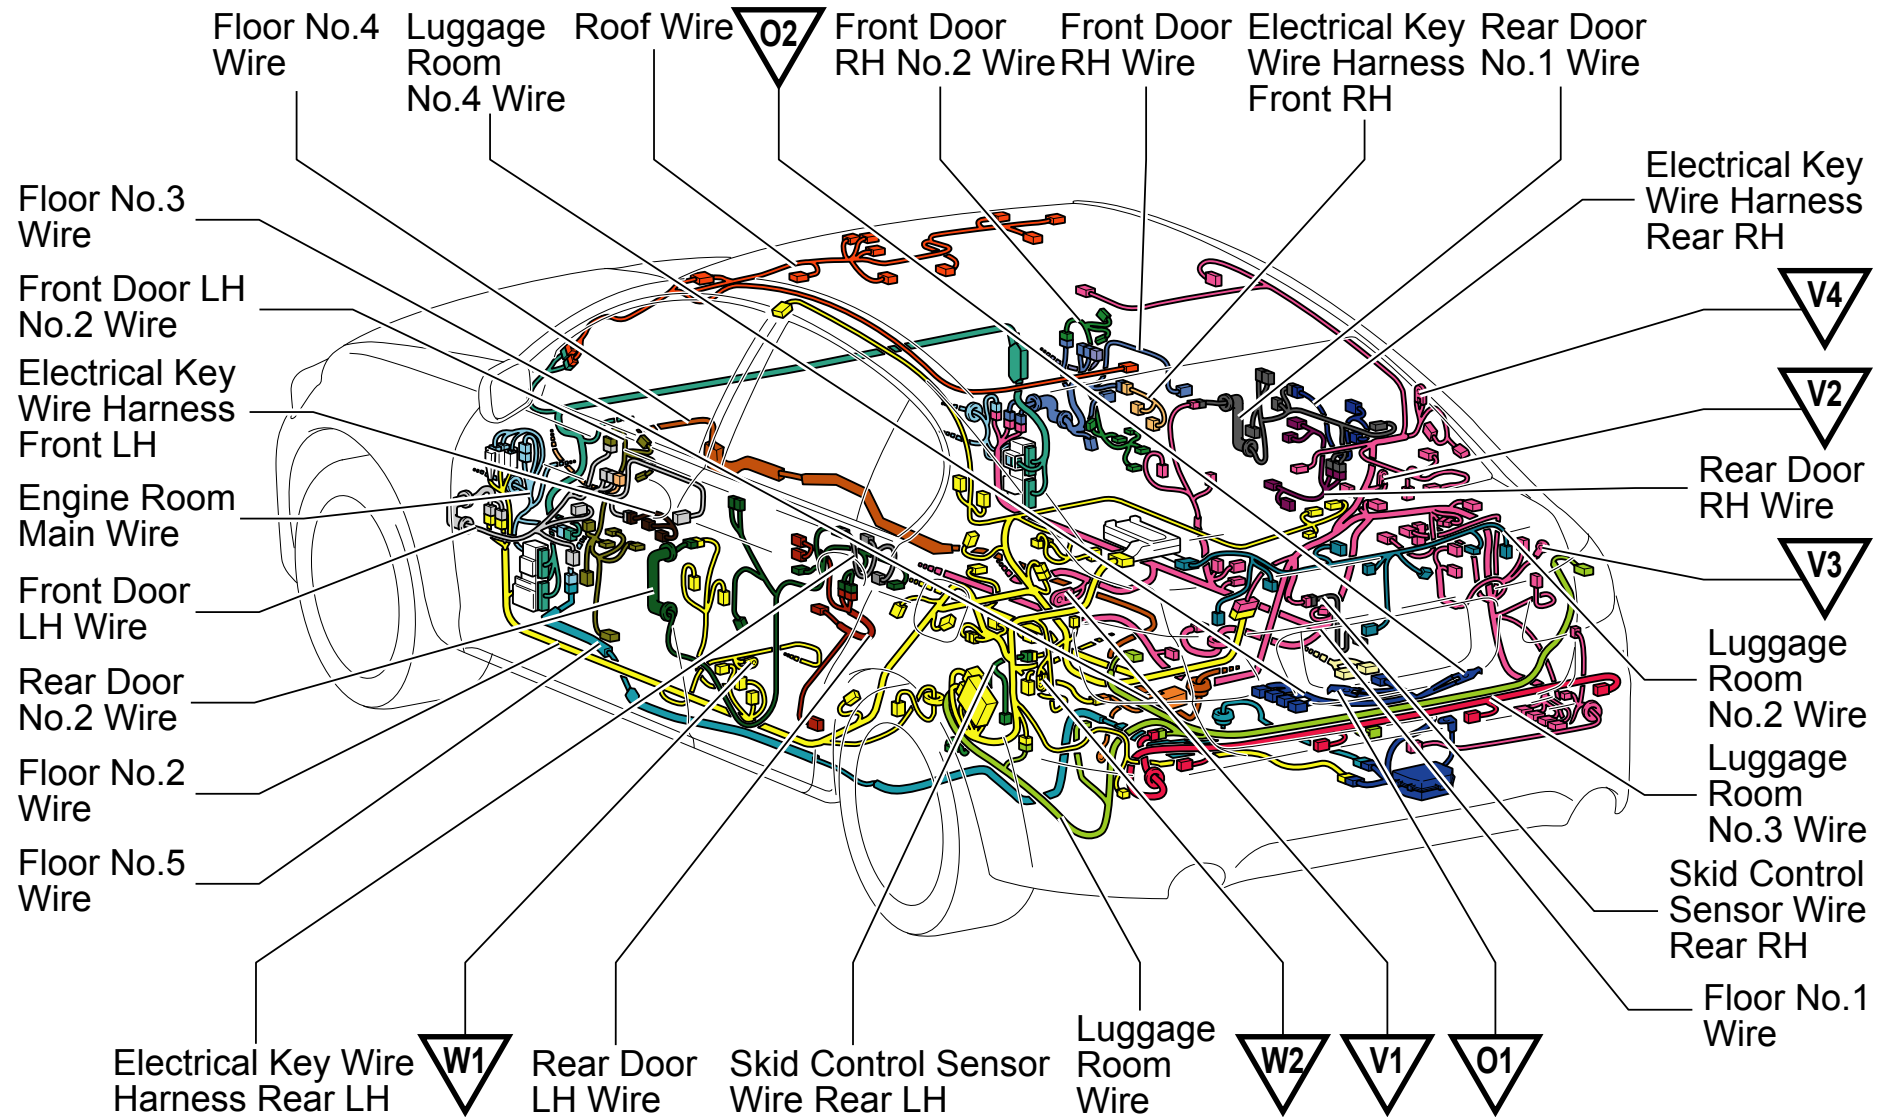 Floor No.4
Wire
Luggage
Room
No.4 Wire
Roof Wire
O2
Front Door
RH No.2 Wire
Front Door
RH Wire
Electrical Key
Wire Harness
Front RH
Rear Door
No.1 Wire
Electrical Key
Wire Harness
Rear RH
V4
V2
Rear Door
RH Wire
V3
Luggage
Room
No.2 Wire
Luggage
Room
No.3 Wire
Skid Control
Sensor Wire
Rear RH
Floor No.1
Wire
Floor No.3
Wire
Front Door LH
No.2 Wire
Electrical Key
Wire Harness
Front LH
Engine Room
Main Wire
Front Door
LH Wire
Rear Door
No.2 Wire
Floor No.2
Wire
Floor No.5
Wire
Electrical Key Wire
Harness Rear LH
W1
Rear Door
LH Wire
Skid Control Sensor
Wire Rear LH
Luggage
Room
Wire
W2
V1
O1